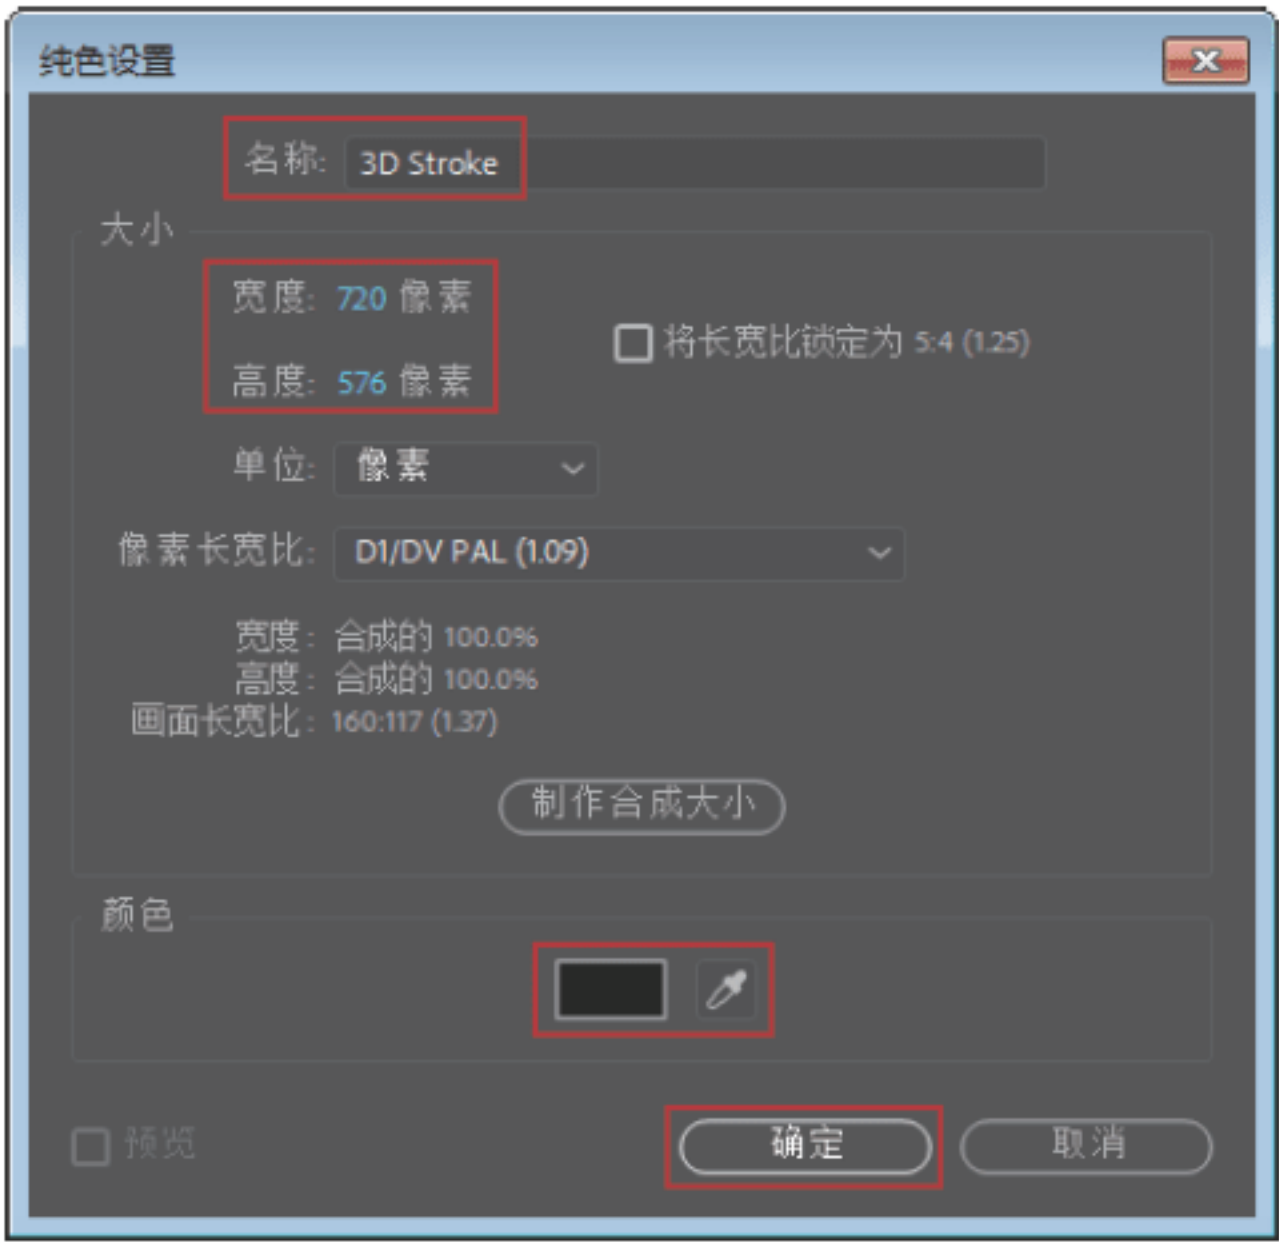 纯色设置
名称: 3D Stroke
大小
宽度: 720 像素
将长宽比锁定为 5:4 (1.25)
高度: 576 像素
单位: 像素
像素长宽比: D1/DV PAL (1.09)
宽度: 合成的 100.0%
高度: 合成的 100.0%
画面长宽比: 160:117 (1.37)
制作合成大小
颜色
预览
确定
取消